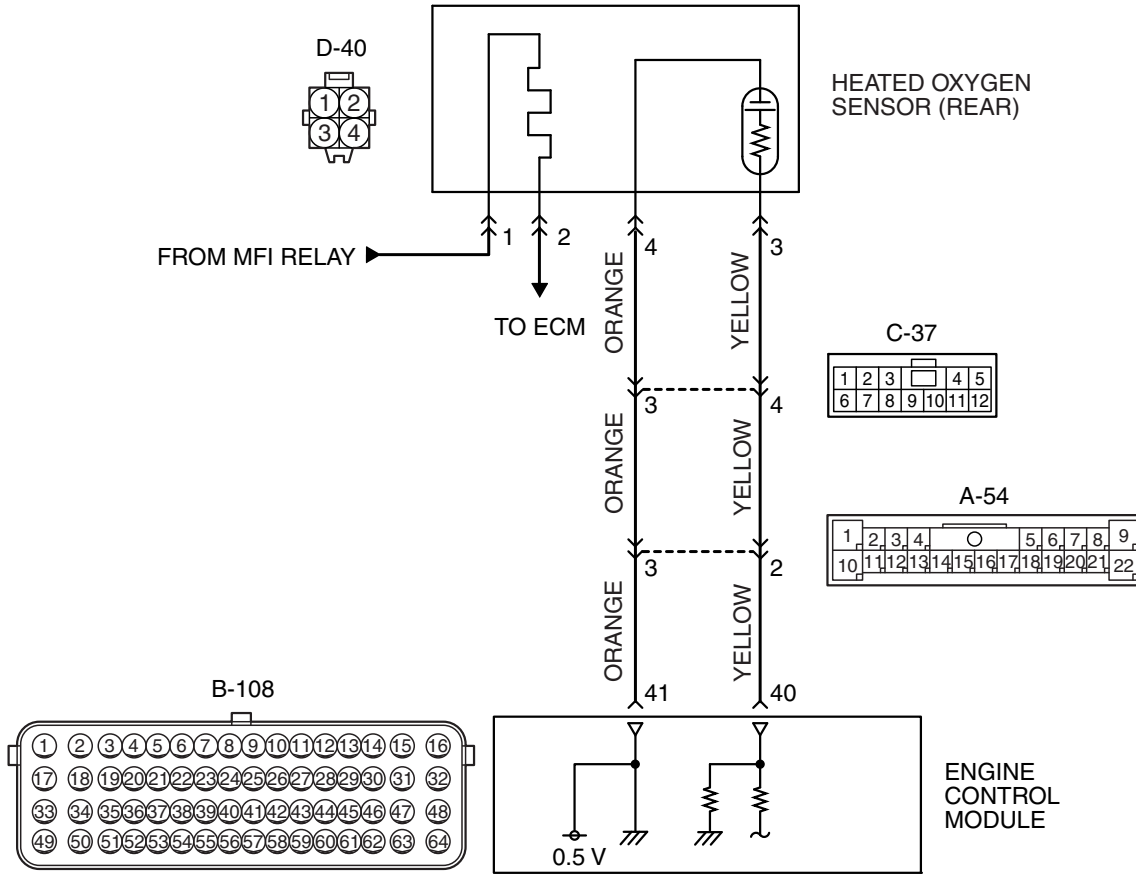 D-40
1 2
3 4
HEATED OXYGEN
SENSOR (REAR)
1
2
4
3
FROM MFI RELAY
TO ECM
ORANGE
YELLOW
C-37
1 2 3 4 5
6 7 8 9 10 11 12
3
4
ORANGE
YELLOW
A-54
1 2 3 4 5 6 7 8 9
10 11 12 13 14 15 16 17 18 19 20 21 22
3
2
ORANGE
YELLOW
41
40
B-108
1 2 3 4 5 6 7 8 9 10 11 12 13 14 15 16
17 18 19 20 21 22 23 24 25 26 27 28 29 30 31 32
33 34 35 36 37 38 39 40 41 42 43 44 45 46 47 48
49 50 51 52 53 54 55 56 57 58 59 60 61 62 63 64
0.5 V
ENGINE
CONTROL
MODULE